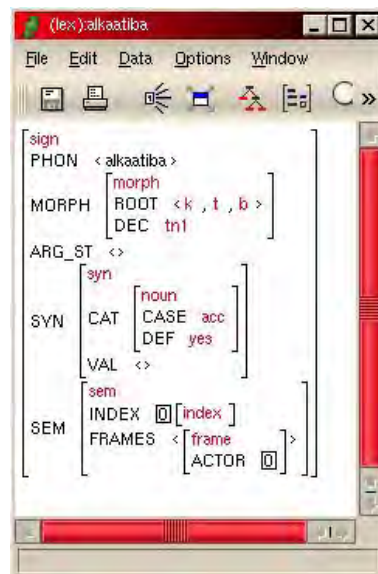 (lex):alkaatiba
File Edit Data Options Window
sign
PHON < alkaatiba >
morph
MORPH ROOT < k , t , b >
DEC tn1
ARG_ST <>
syn
noun
SYN CAT CASE acc
DEF yes
VAL <>
sem
INDEX 0 [index ]
SEM FRAMES < frame >
ACTOR 0